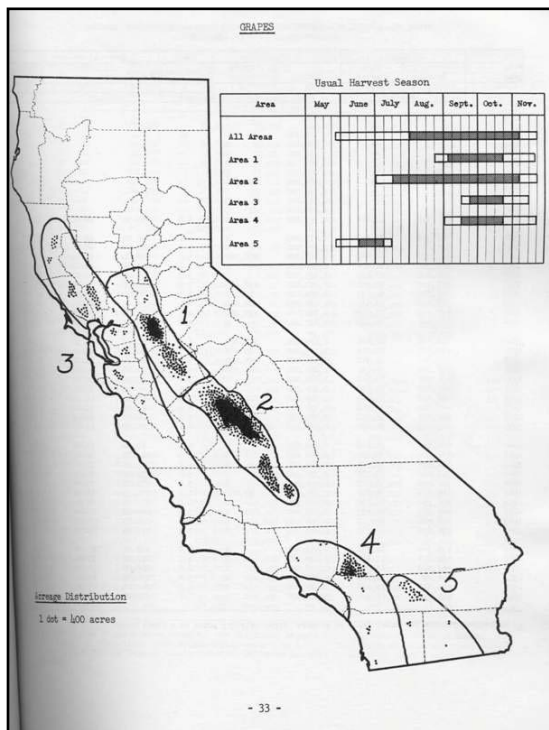 GRAPES
Usual Harvest Season
Area May June July Aug. Sept. Oct. Nov.
All Areas
Area 1
Area 2
Area 3
Area 4
Area 5
1
2
3
4
5
Acreage Distribution
1 dot = 400 acres
- 33 -